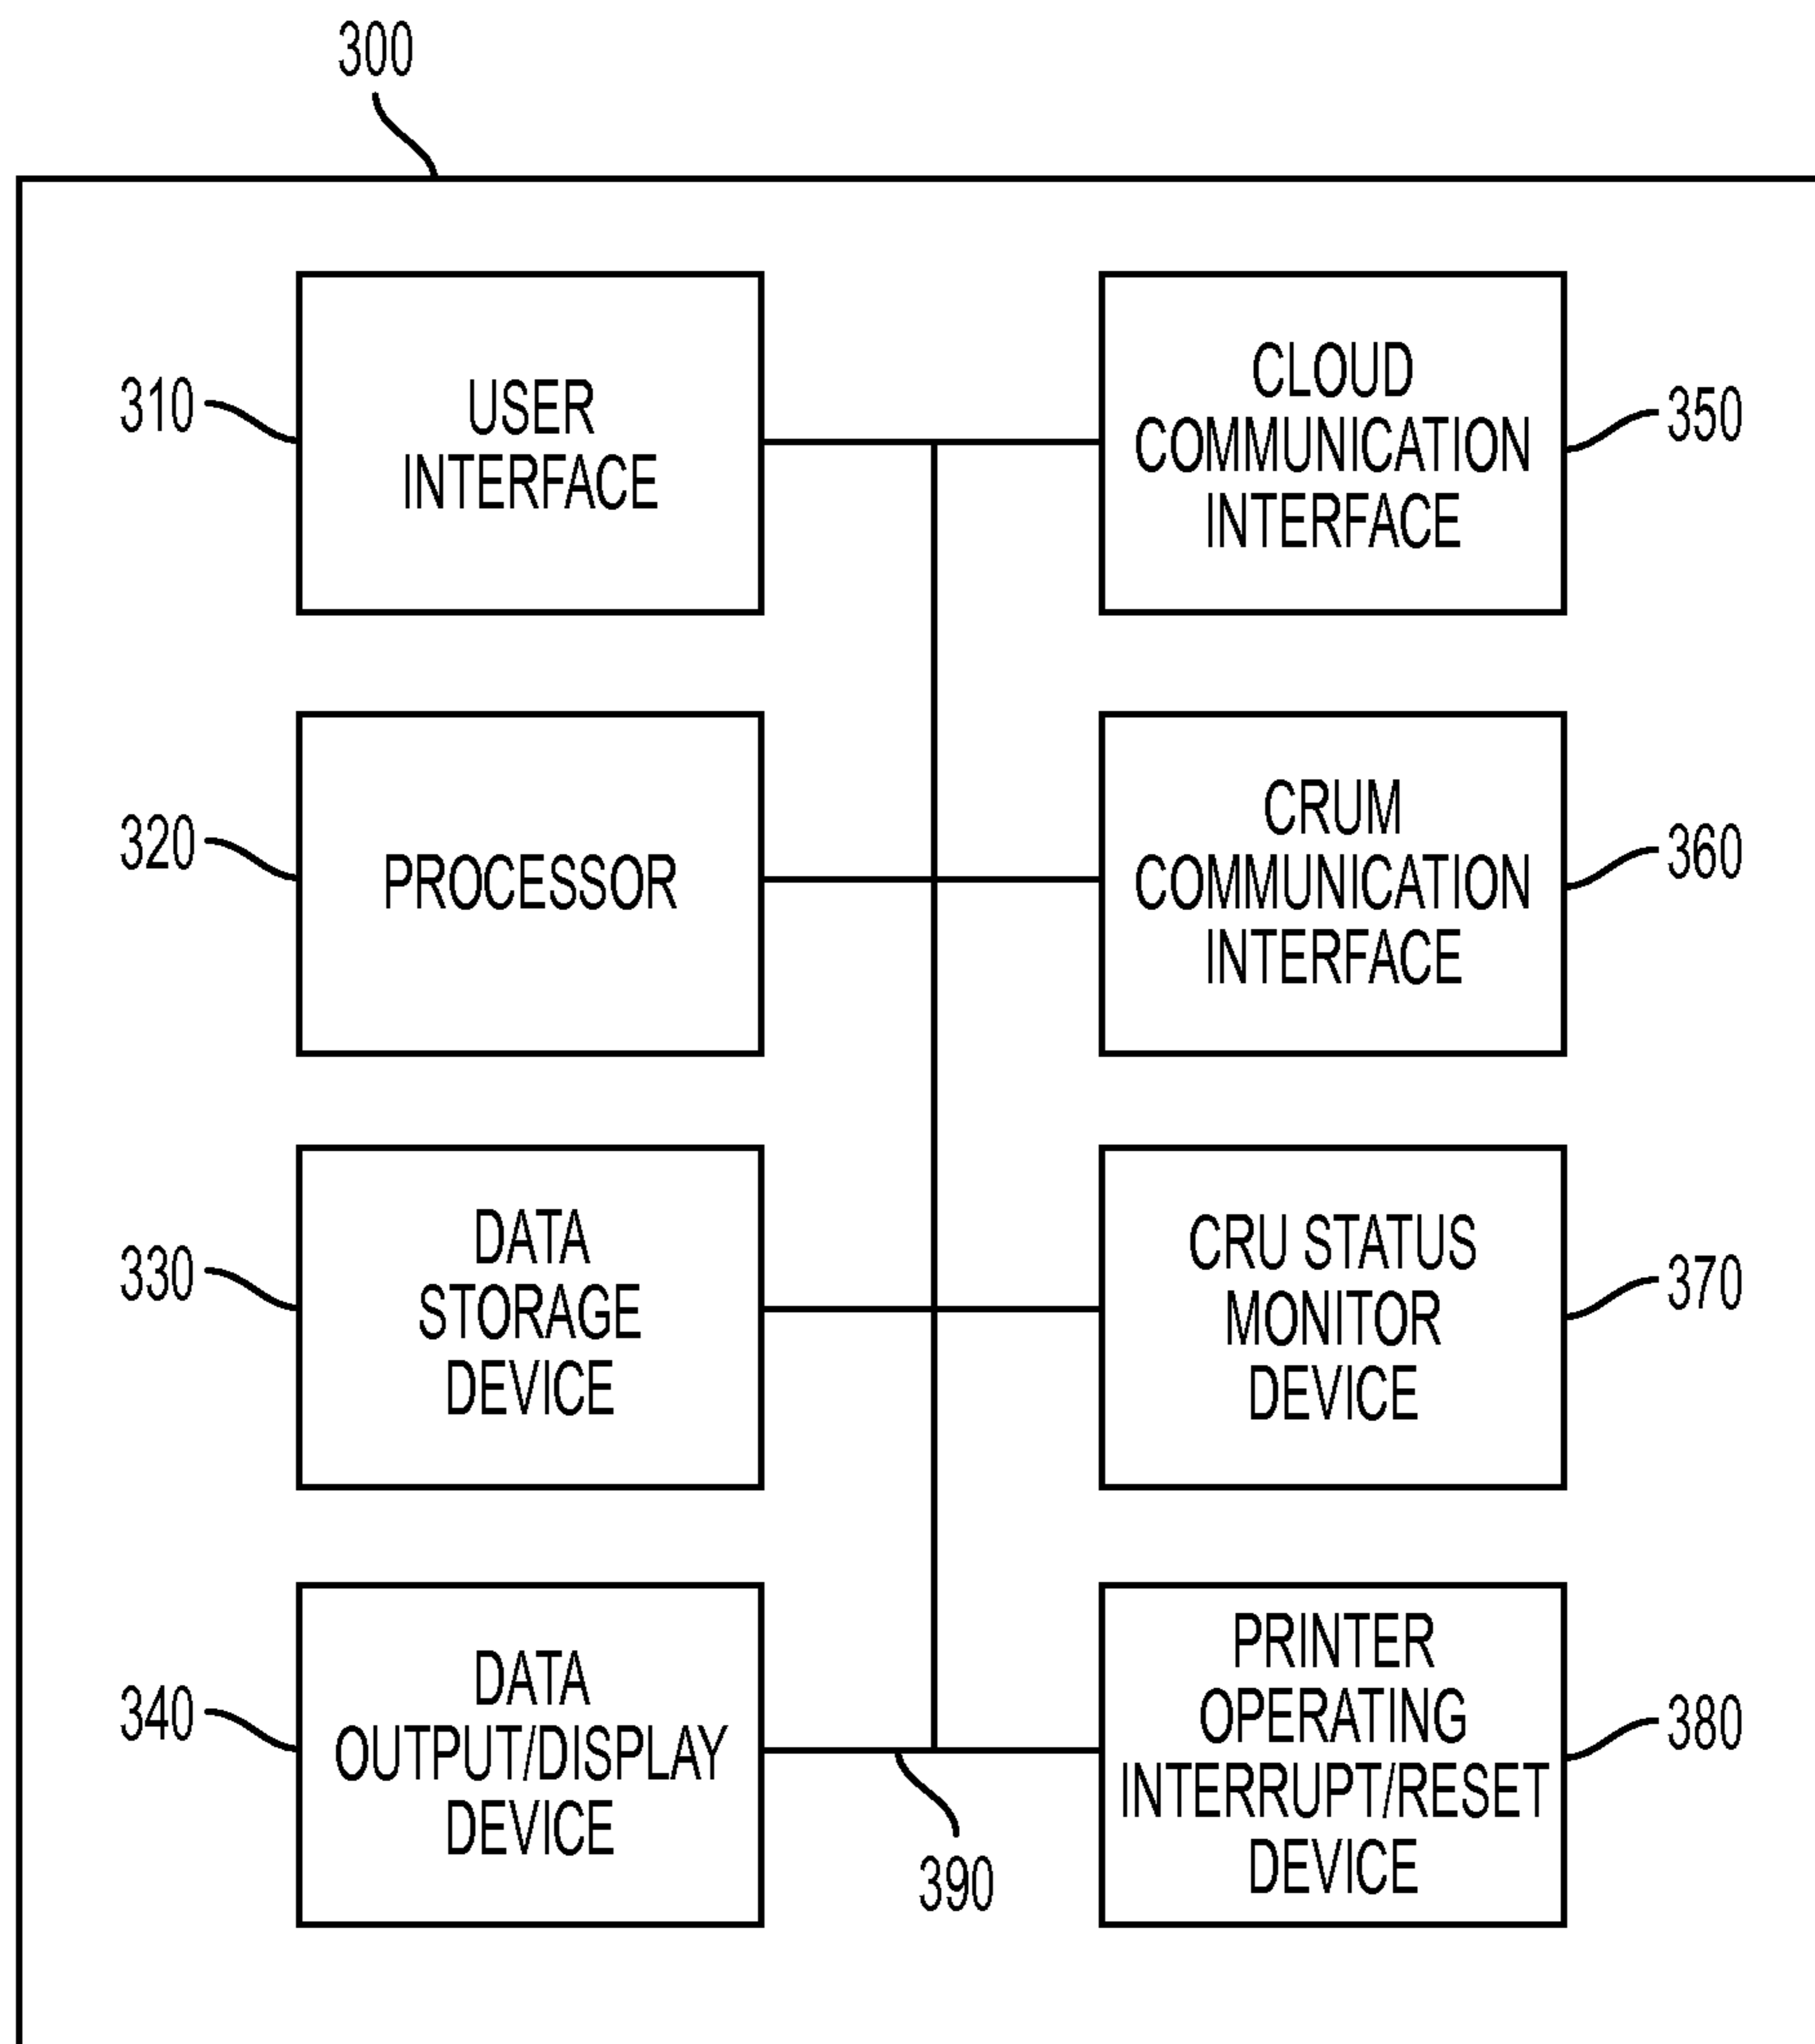 300
310
USER
INTERFACE
CLOUD
COMMUNICATION
INTERFACE
350
320
PROCESSOR
CRUM
COMMUNICATION
INTERFACE
360
330
DATA
STORAGE
DEVICE
CRU STATUS
MONITOR
DEVICE
370
340
DATA
OUTPUT/DISPLAY
DEVICE
PRINTER
OPERATING
INTERRUPT/RESET
DEVICE
380
390